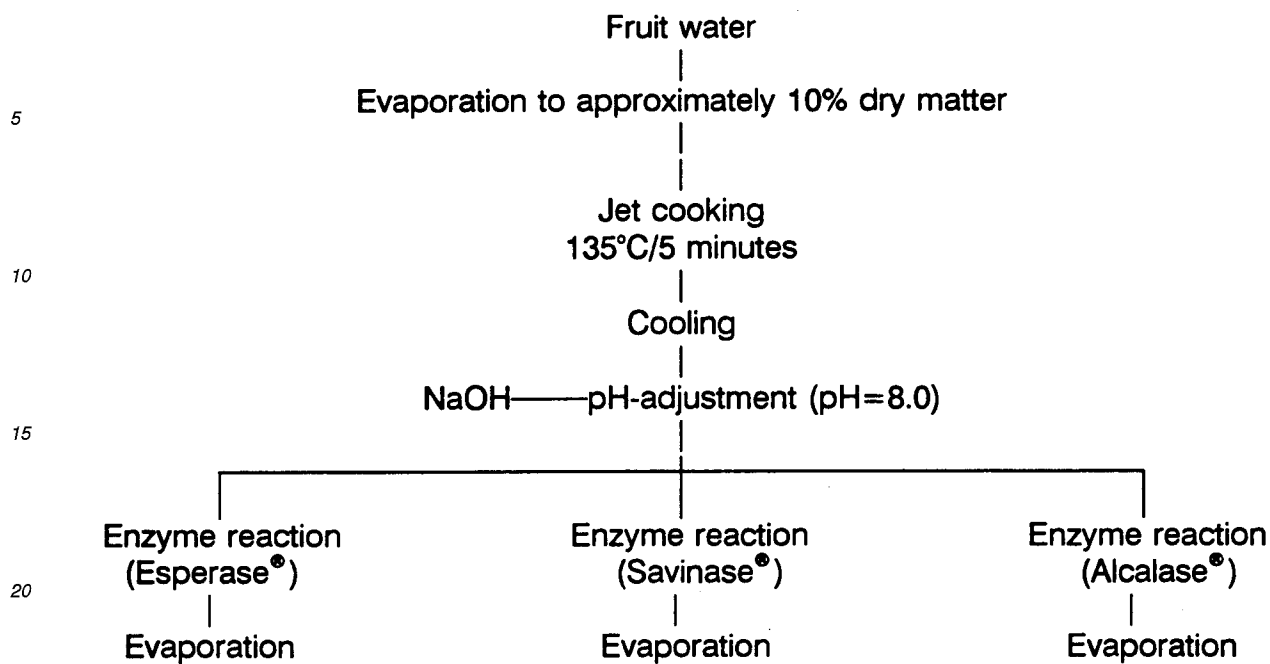 Fruit water
5
Evaporation to approximately 10% dry matter
Jet cooking
135°C/5 minutes
10
Cooling
NaOH pH-adjustment (pH=8.0)
15
Enzyme reaction Enzyme reaction Enzyme reaction
(Esperase®) (Savinase®) (Alcalase®)
20
Evaporation Evaporation Evaporation